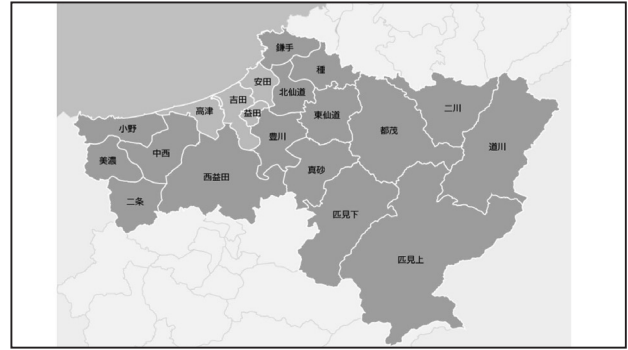 鎌手
種
安田
北仙道
吉田
高津
益田
東仙道
二川
小野
豊川
都茂
道川
中西
美濃
真砂
西益田
二条
匹見下
匹見上